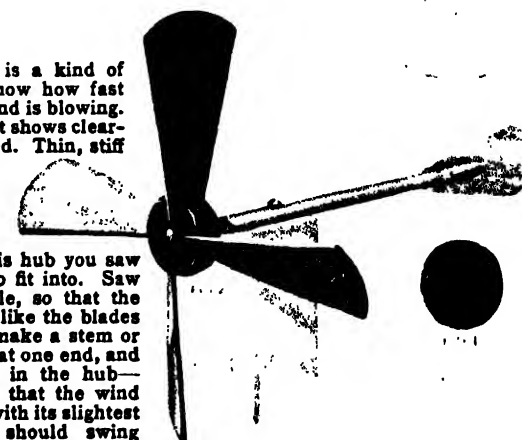 is a kind of
how fast
nd is blowing.
t shows clear-
d. Thin, stiff
is hub you saw
o fit into. Saw
le, so that the
like the blades
make a stem or
at one end, and
in the hub—
that the wind
with its slightest
should swing